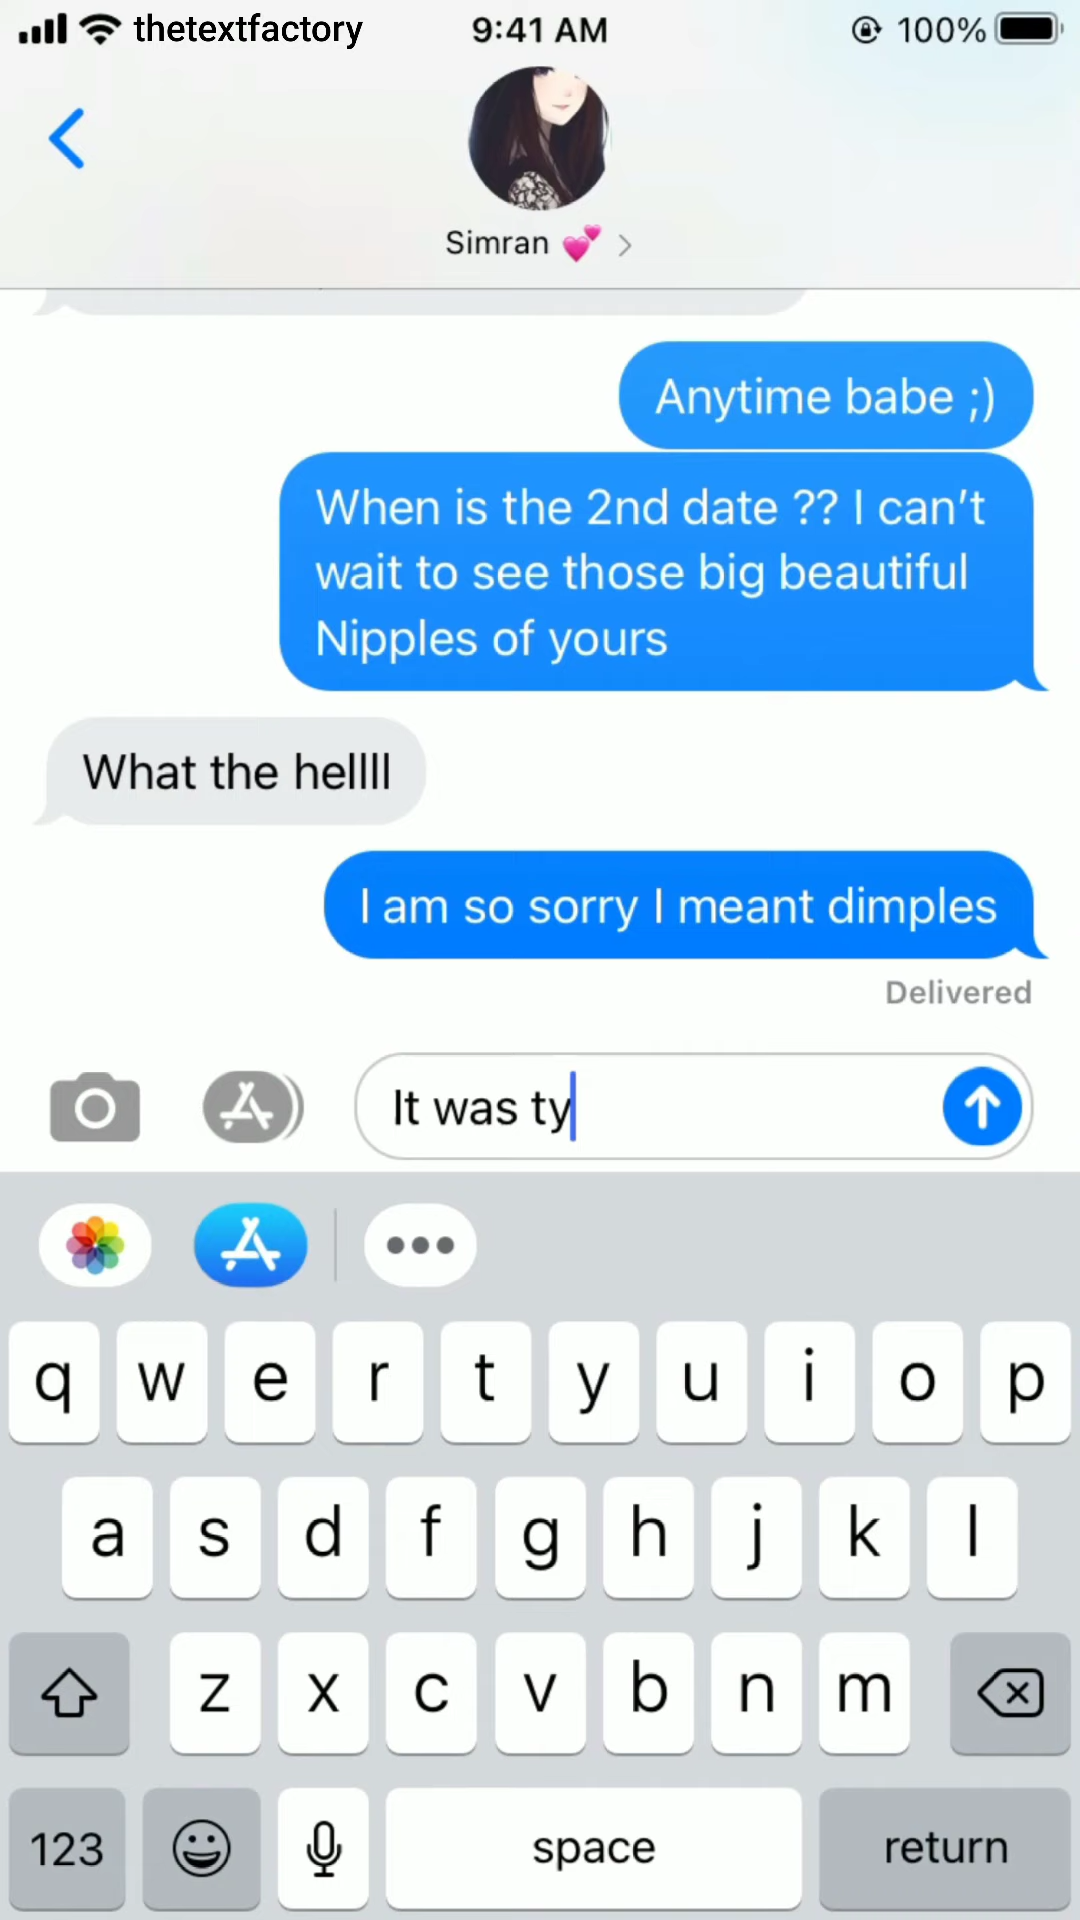 thetextfactory 9:41 AM 100%
Simran 💕 >
Anytime babe ;)
When is the 2nd date ?? I can't
wait to see those big beautiful
Nipples of yours
What the hellll
I am so sorry I meant dimples
Delivered
It was ty
q w e r t y u i o p
a s d f g h j k l
z x c v b n m
123 space return